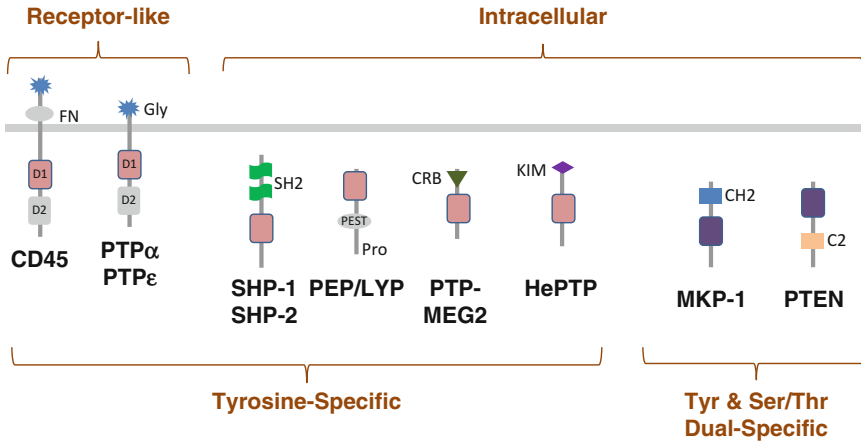 Receptor-like
Intracellular
FN
Gly
D1
D2
D1
D2
SH2
PEST
Pro
CRB
KIM
CH2
C2
CD45
PTPα
PTPε
SHP-1
SHP-2
PEP/LYP
PTP-
MEG2
HePTP
MKP-1
PTEN
Tyrosine-Specific
Tyr & Ser/Thr
Dual-Specific